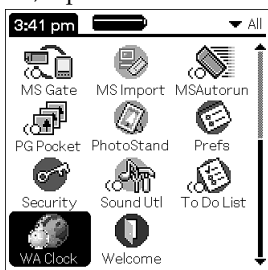 3:41 pm All
MS Gate MS Import MSAutorun
PG Pocket PhotoStand Prefs
Security Sound Utl To Do List
WA Clock Welcome